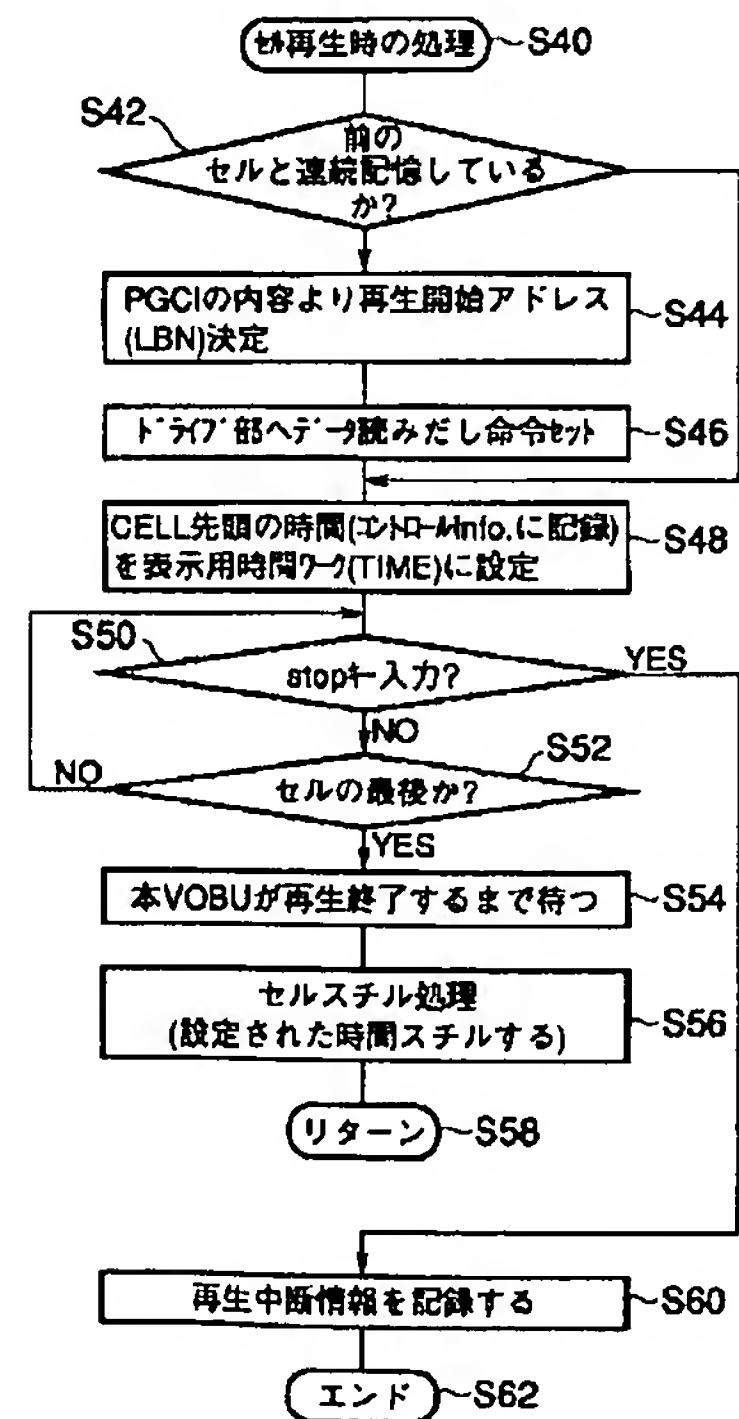 セル再生時の処理
S40
S42
前の
セルと連続記憶している
か?
PGCIの内容より再生開始アドレス
(LBN)決定
S44
ドライブ部へデータ読みだし命令セット
S46
CELL先頭の時間(コントロールInfo.に記録)
を表示用時間ワーク(TIME)に設定
S48
S50
stopキー入力?
YES
NO
S52
NO
セルの最後か?
YES
本VOBUが再生終了するまで待つ
S54
セルスチル処理
(設定された時間スチルする)
S56
リターン
S58
再生中断情報を記録する
S60
エンド
S62